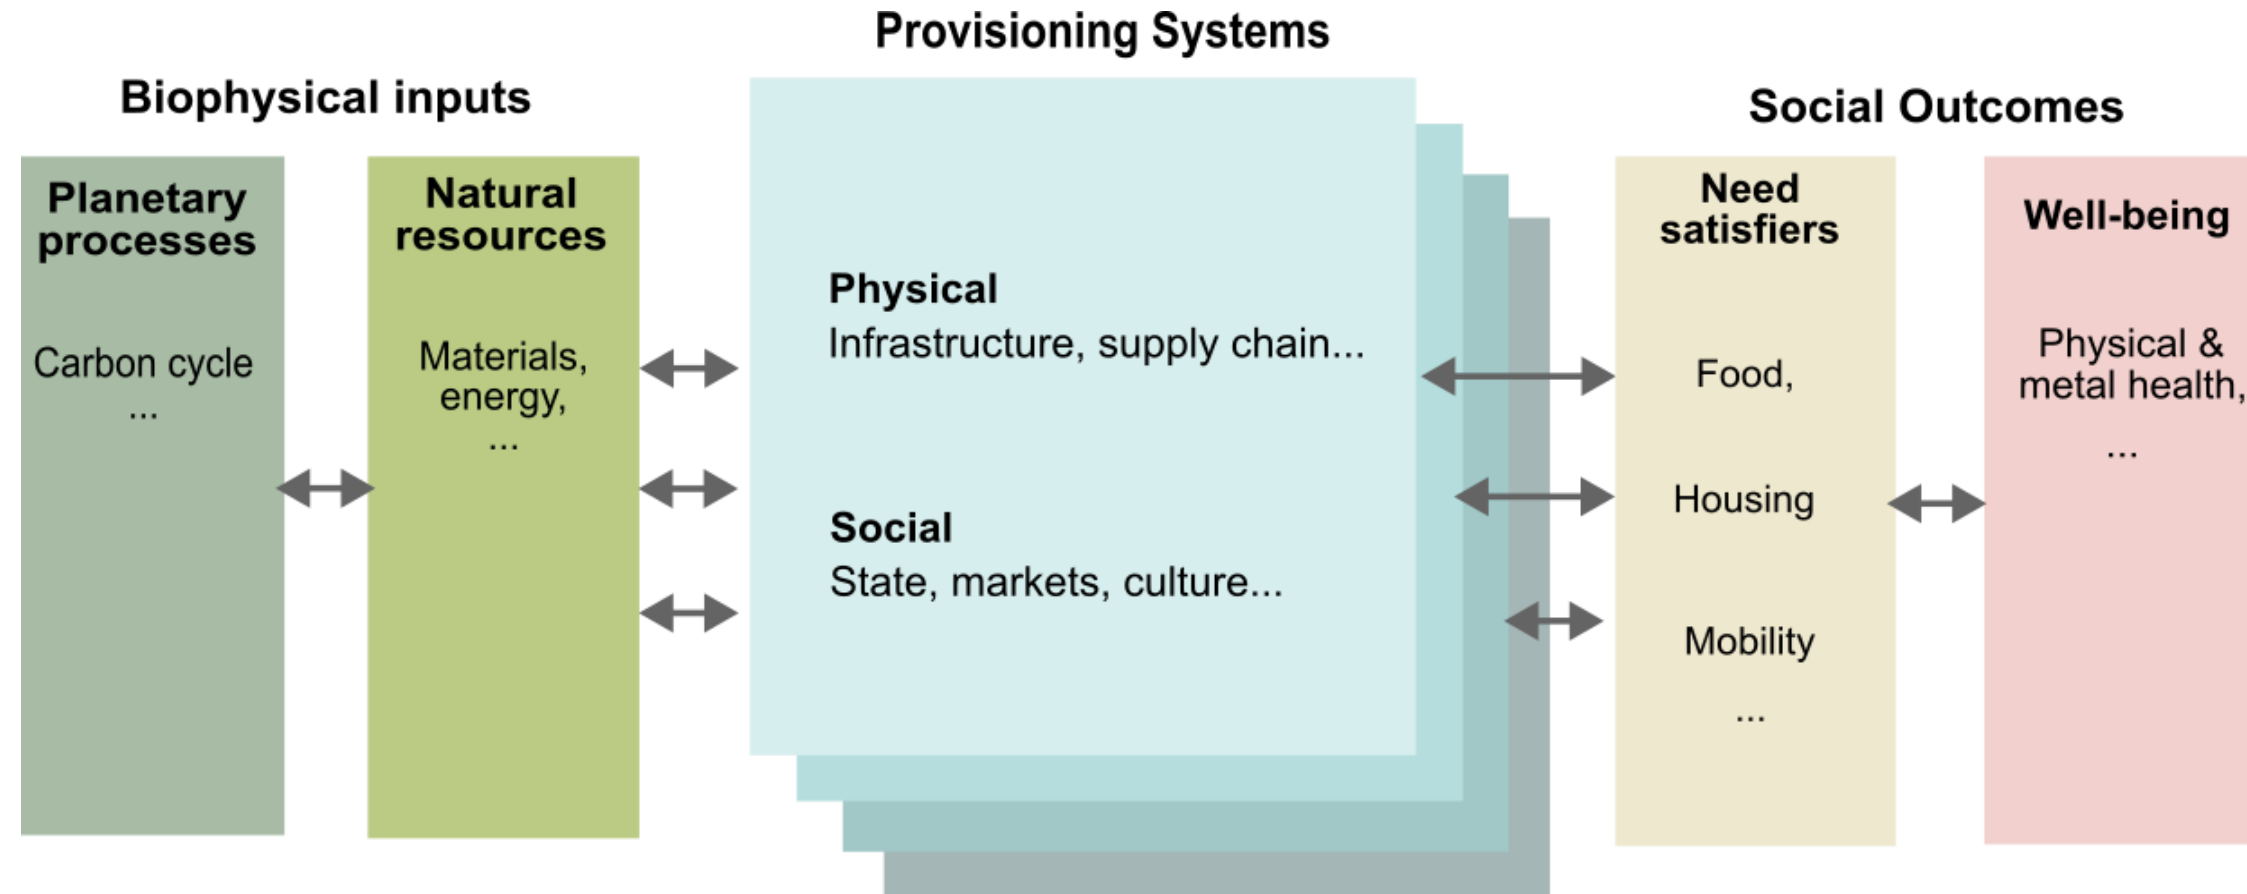 Provisioning Systems
Biophysical inputs
Social Outcomes
Planetary
processes
Carbon cycle
...
Natural
resources
Materials,
energy,
...
Physical
Infrastructure, supply chain...
Social
State, markets, culture...
Need
satisfiers
Food,
Housing
Mobility
...
Well-being
Physical &
metal health,
...